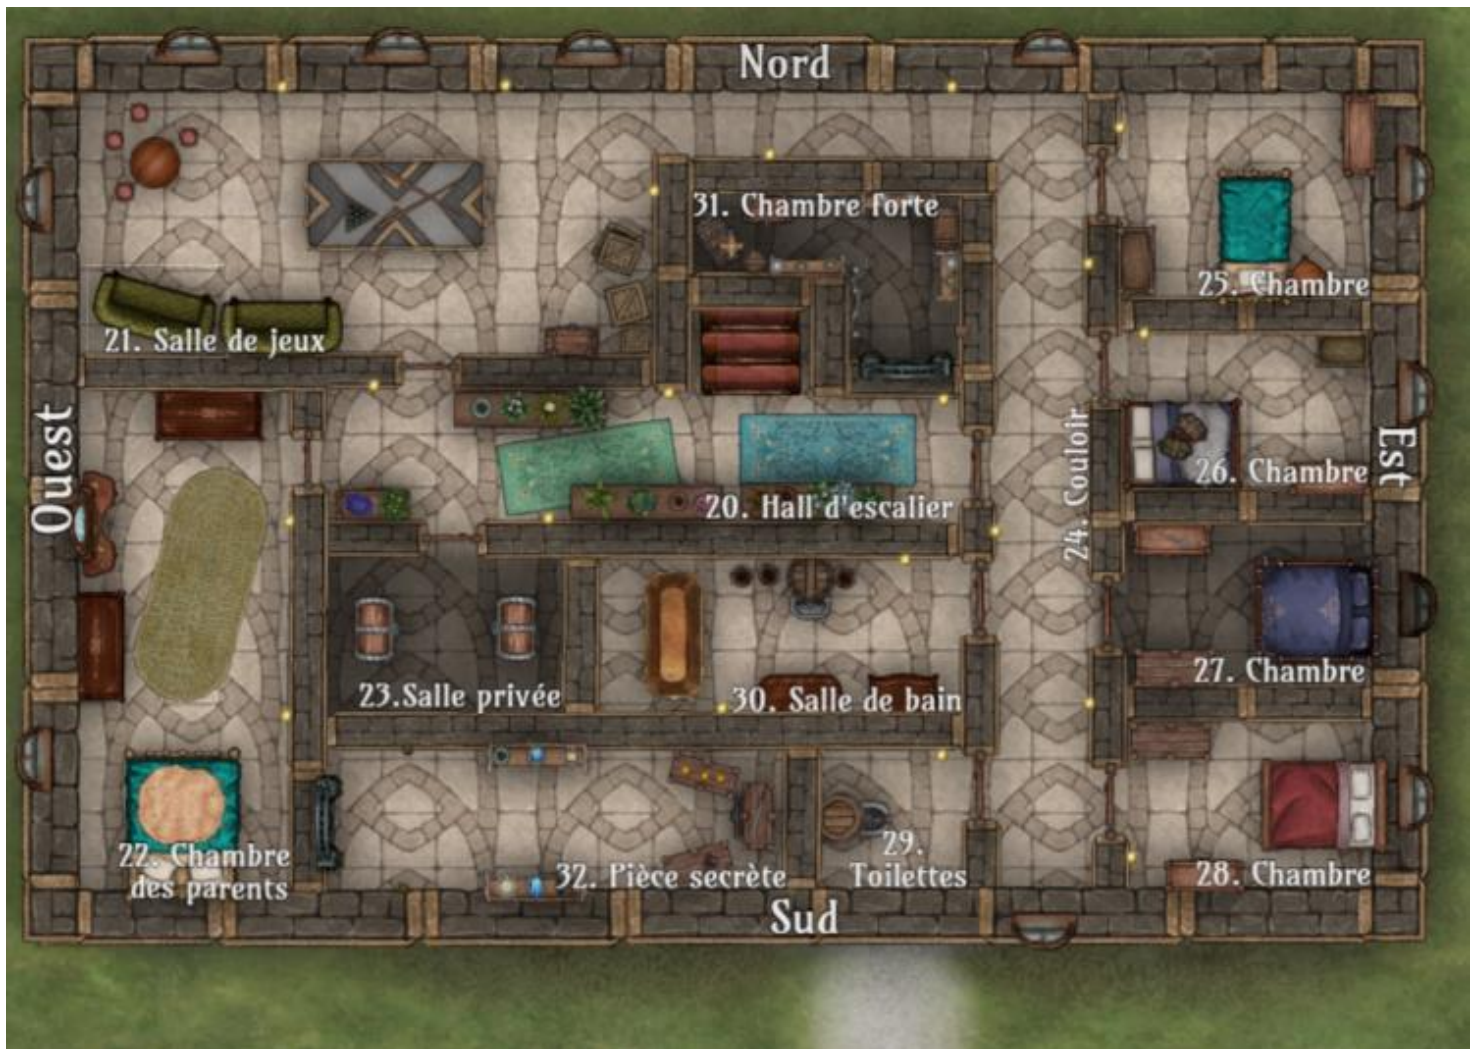 Nord
31. Chambre forte
25. Chambre
21. Salle de jeux
Ouest
Est
26. Chambre
20. Hall d'escalier
24. Couloir
27. Chambre
23.Salle privée
30. Salle de bain
22. Chambre
des parents
32. Pièce secrète
29.
Toilettes
28. Chambre
Sud